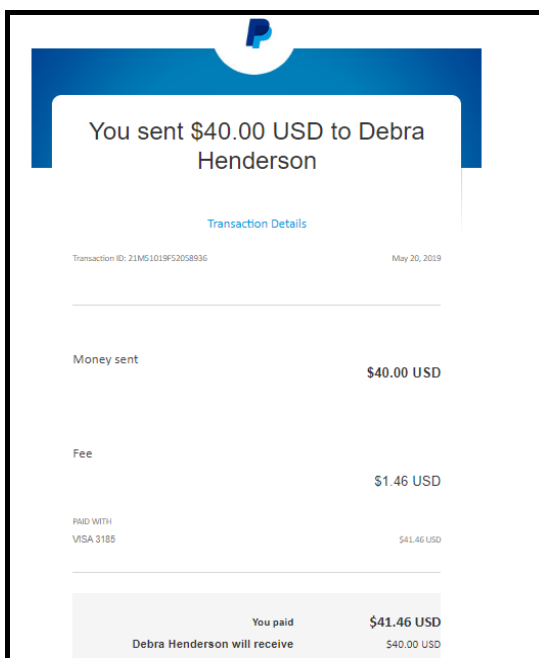 You sent $40.00 USD to Debra
Henderson
Transaction Details
Transaction ID: 21M51019F52058936 May 20, 2019
Money sent
$40.00 USD
Fee
$1.46 USD
PAID WITH
VISA 3185 $41.46 USD
You paid $41.46 USD
Debra Henderson will receive $40.00 USD